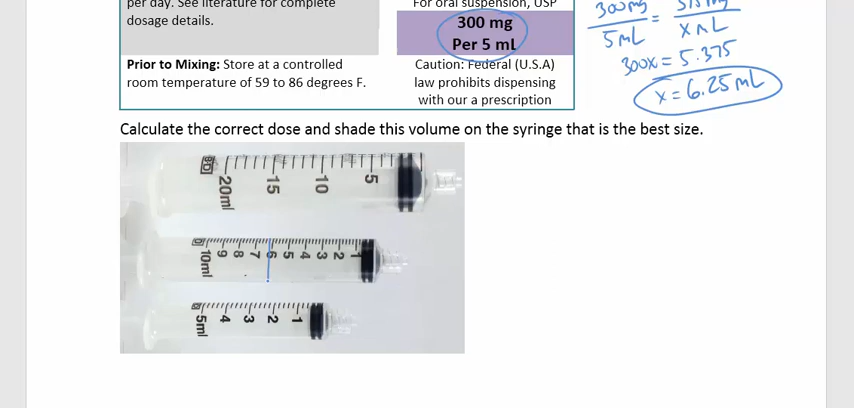 per day. See literature for complete
dosage details.
For oral suspension, USP
300 mg
Per 5 mL
Prior to Mixing: Store at a controlled
room temperature of 59 to 86 degrees F.
Caution: Federal (U.S.A)
law prohibits dispensing
with our a prescription
300mg
5mL
=
x mL
300x = 5.375
x = 6.25 mL
Calculate the correct dose and shade this volume on the syringe that is the best size.
20ml 15 10 5
10ml 9 8 7 6 5 4 3 2 1
5ml 4 3 2 1